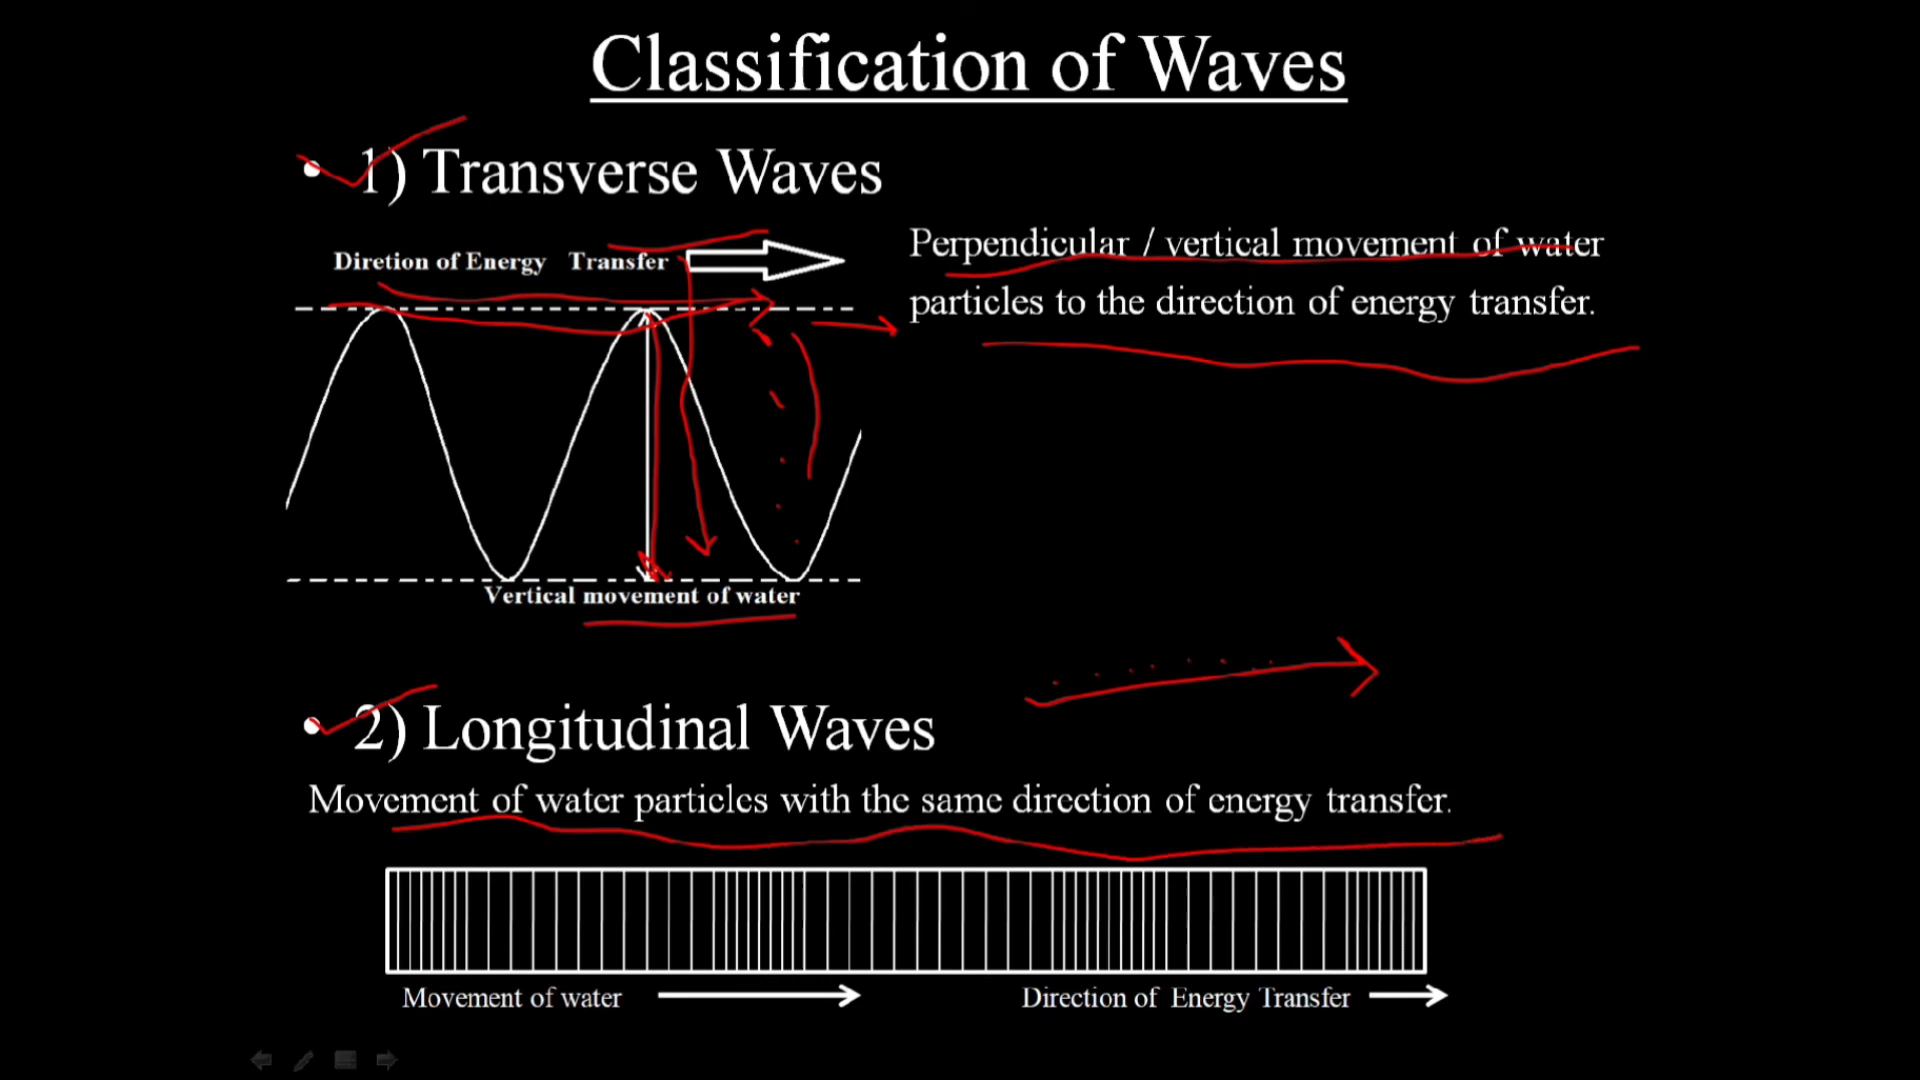 Classification of Waves
• 1) Transverse Waves
Diretion of Energy Transfer
Perpendicular / vertical movement of water
particles to the direction of energy transfer.
Vertical movement of water
• 2) Longitudinal Waves
Movement of water particles with the same direction of energy transfer.
Movement of water
Direction of Energy Transfer